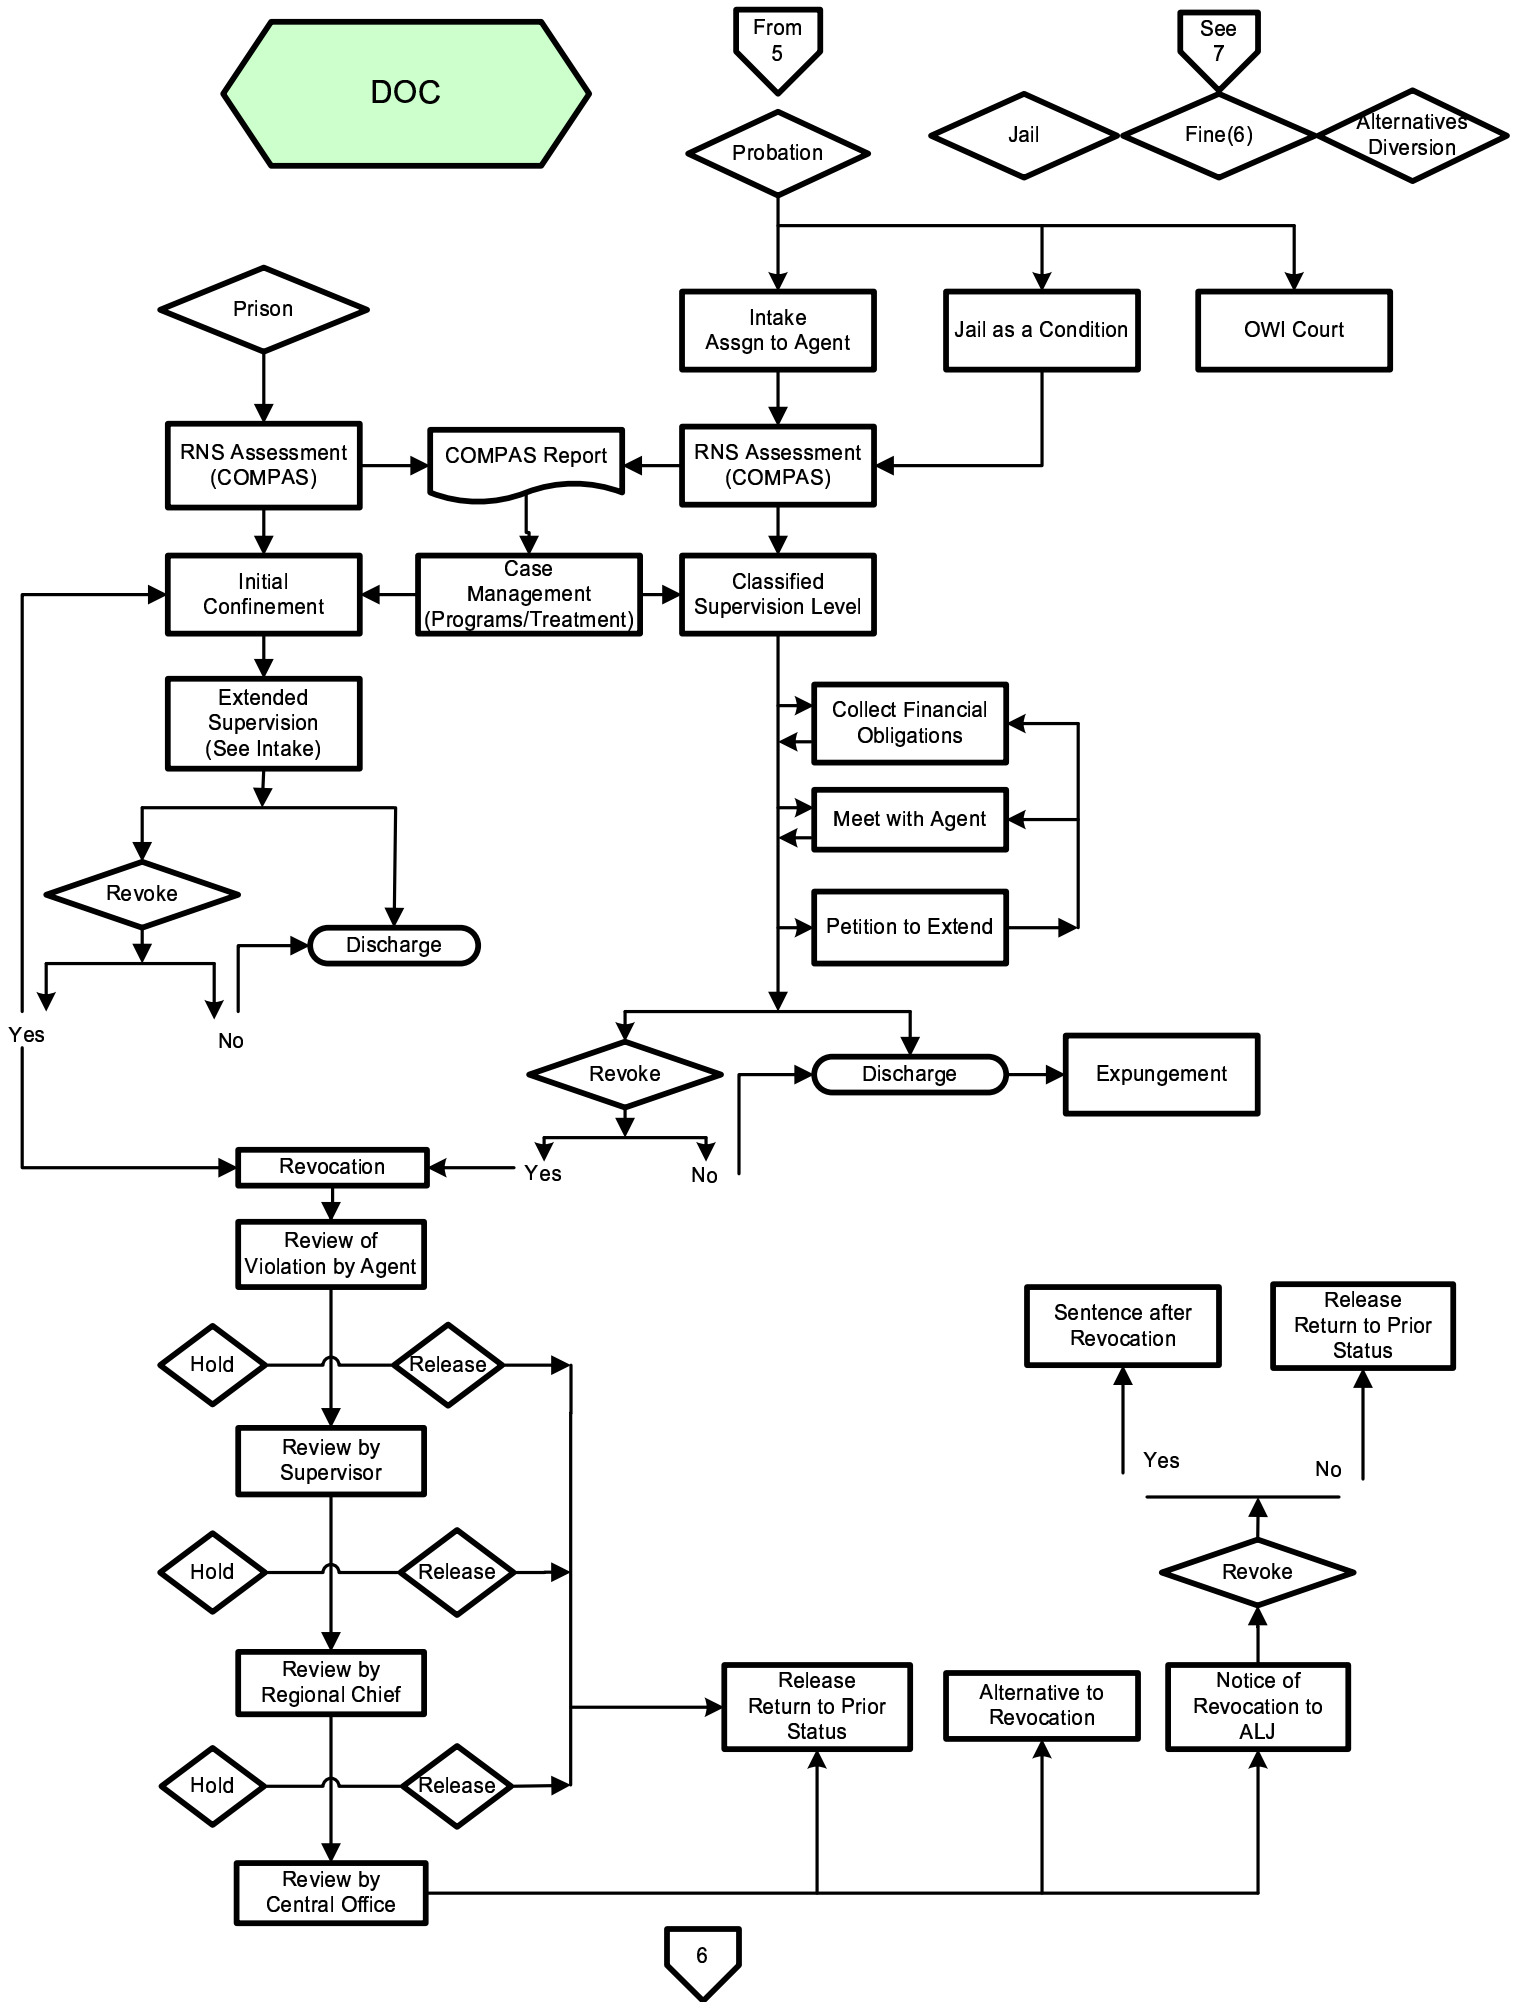 DOC
From
5
See
7
Probation
Jail
Fine(6)
Alternatives
Diversion
Prison
Intake
Assgn to Agent
Jail as a Condition
OWI Court
RNS Assessment
(COMPAS)
COMPAS Report
RNS Assessment
(COMPAS)
Initial
Confinement
Case
Management
(Programs/Treatment)
Classified
Supervision Level
Extended
Supervision
(See Intake)
Collect Financial
Obligations
Meet with Agent
Revoke
Petition to Extend
Discharge
Yes
No
Revoke
Discharge
Expungement
Revocation
Yes
No
Review of
Violation by Agent
Sentence after
Revocation
Release
Return to Prior
Status
Hold
Release
Review by
Supervisor
Yes
No
Hold
Release
Revoke
Review by
Regional Chief
Release
Return to Prior
Status
Alternative to
Revocation
Notice of
Revocation to
ALJ
Hold
Release
Review by
Central Office
6